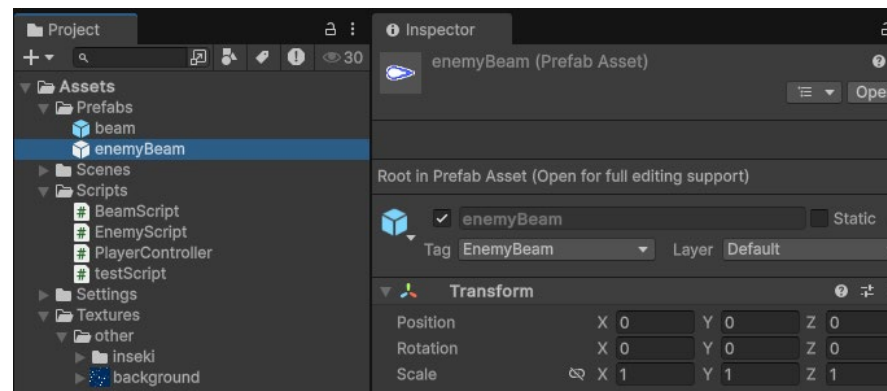 Project
30
Assets
Prefabs
beam
enemyBeam
Scenes
Scripts
# BeamScript
# EnemyScript
# PlayerController
# testScript
Settings
Textures
other
inseki
background
Inspector
enemyBeam (Prefab Asset)
Ope
Root in Prefab Asset (Open for full editing support)
enemyBeam Static
Tag EnemyBeam Layer Default
Transform
Position X 0 Y 0 Z 0
Rotation X 0 Y 0 Z 0
Scale X 1 Y 1 Z 1